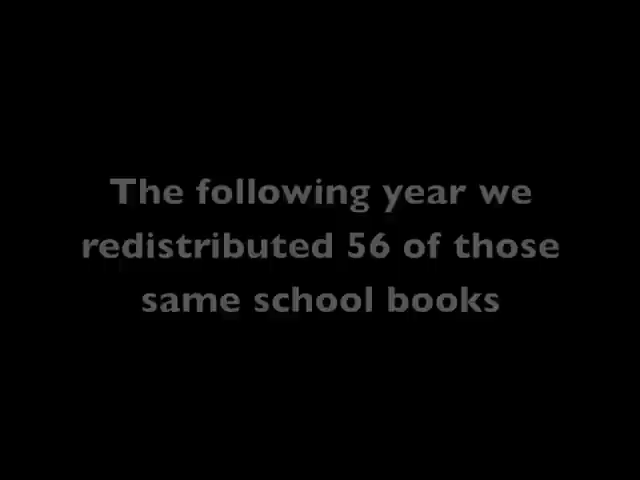 The following year we
redistributed 56 of those
same school books